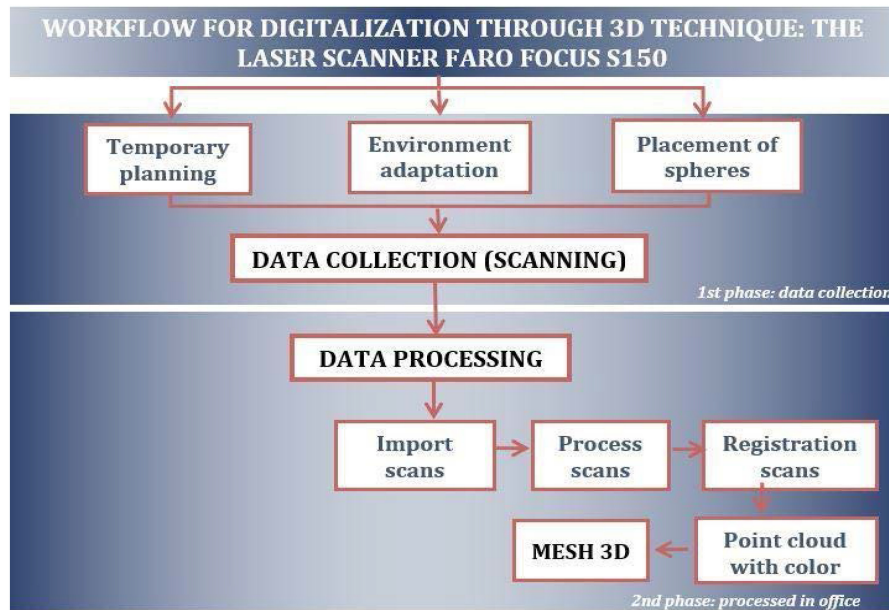 WORKFLOW FOR DIGITALIZATION THROUGH 3D TECHNIQUE: THE
LASER SCANNER FARO FOCUS S150
Temporary
planning
Environment
adaptation
Placement of
spheres
DATA COLLECTION (SCANNING)
1st phase: data collection
DATA PROCESSING
Import
scans
Process
scans
Registration
scans
MESH 3D
Point cloud
with color
2nd phase: processed in office